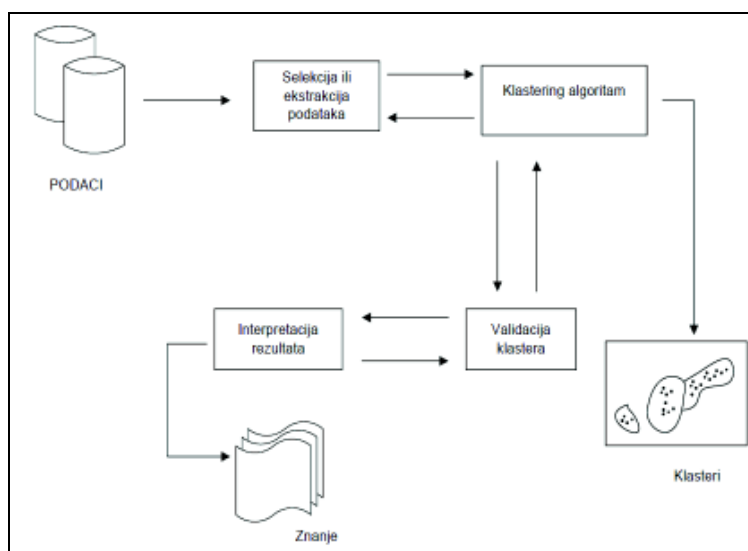 Selekcija ili
ekstrakcija
podataka
Klastering algoritam
PODACI
Interpretacija
rezultata
Validacija
klastera
Klasteri
Znanje